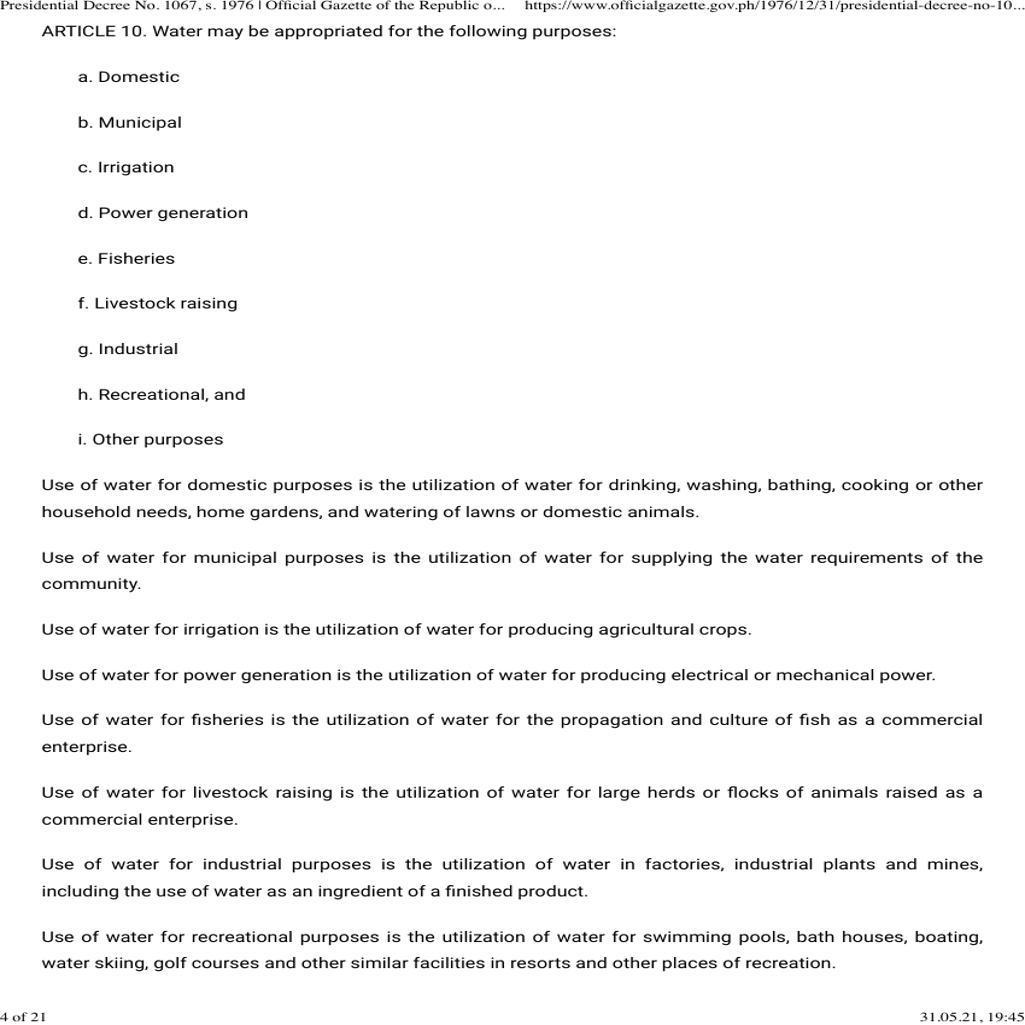 Presidential Decree No. 1067, s. 1976 | Official Gazette of the Republic o... https://www.officialgazette.gov.ph/1976/12/31/presidential-decree-no-10...
ARTICLE 10. Water may be appropriated for the following purposes:
a. Domestic
b. Municipal
c. Irrigation
d. Power generation
e. Fisheries
f. Livestock raising
g. Industrial
h. Recreational, and
i. Other purposes
Use of water for domestic purposes is the utilization of water for drinking, washing, bathing, cooking or other
household needs, home gardens, and watering of lawns or domestic animals.
Use of water for municipal purposes is the utilization of water for supplying the water requirements of the
community.
Use of water for irrigation is the utilization of water for producing agricultural crops.
Use of water for power generation is the utilization of water for producing electrical or mechanical power.
Use of water for fisheries is the utilization of water for the propagation and culture of fish as a commercial
enterprise.
Use of water for livestock raising is the utilization of water for large herds or flocks of animals raised as a
commercial enterprise.
Use of water for industrial purposes is the utilization of water in factories, industrial plants and mines,
including the use of water as an ingredient of a finished product.
Use of water for recreational purposes is the utilization of water for swimming pools, bath houses, boating,
water skiing, golf courses and other similar facilities in resorts and other places of recreation.
4 of 21 31.05.21, 19:45